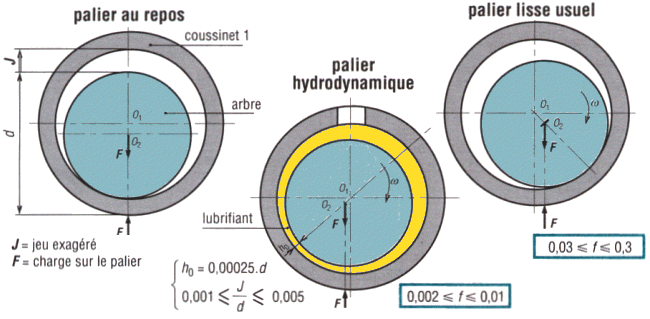 palier au repos
coussinet 1
J
arbre
d
O₁
O₂
F
F
J = jeu exagéré
F = charge sur le palier
palier
hydrodynamique
O₁
O₂
ω
F
lubrifiant
h₀
h₀ = 0,00025.d
0,001 ≤ J/d ≤ 0,005
F
0,002 ≤ f ≤ 0,01
palier lisse usuel
O₁
O₂
ω
F
F
0,03 ≤ f ≤ 0,3